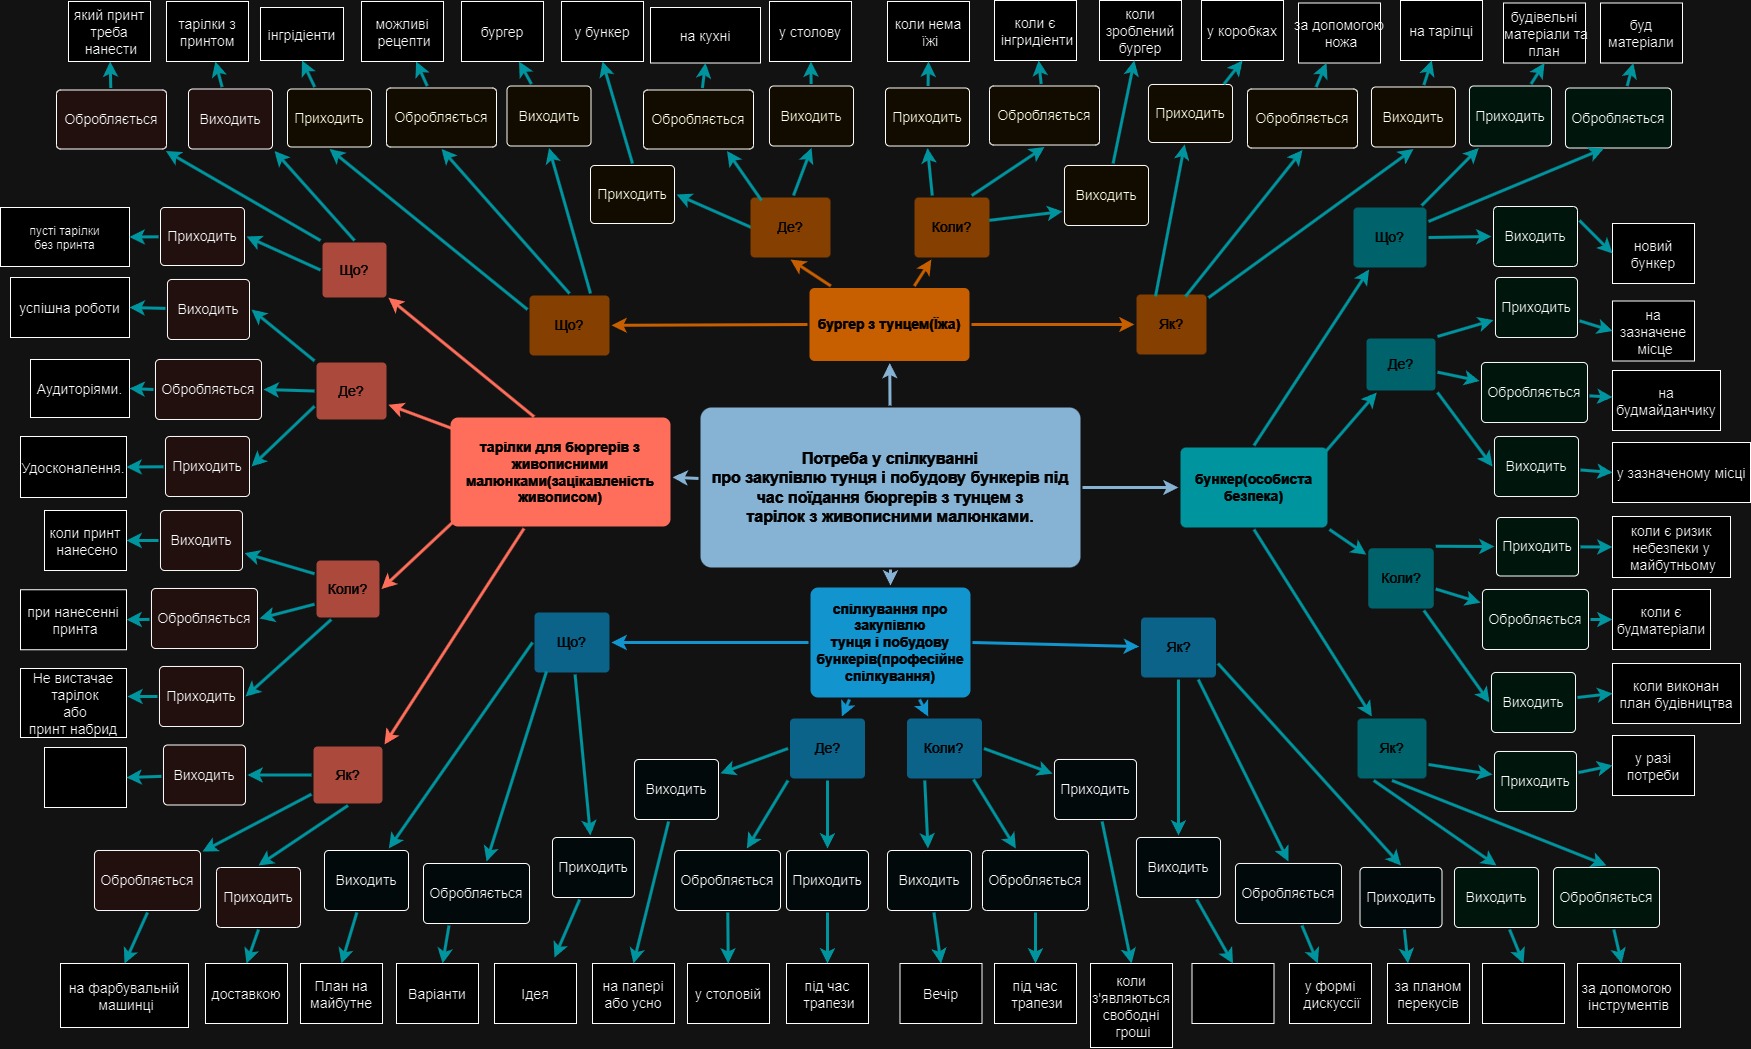 який принт
треба
нанести
тарілки з
принтом
інгрідієнти
можливі
рецепти
бургер
у бункер
на кухні
у столову
коли нема
їжі
коли є
інгридієнти
коли
зроблений
бургер
у коробках
за допомогою
ножа
на тарілці
будівельні
матеріали та
план
буд
матеріали
Обробляється
Виходить
Приходить
Обробляється
Виходить
Обробляється
Виходить
Приходить
Обробляється
Приходить
Обробляється
Виходить
Приходить
Обробляється
Приходить
Виходить
пусті тарілки
без принта
Приходить
Що?
Де?
Коли?
Що?
Виходить
новий
бункер
успішна роботи
Виходить
Що?
бургер з тунцем(Їжа)
Як?
Приходить
на
зазначене
місце
Аудиторіями.
Обробляється
Де?
Де?
Обробляється
на
будмайданчику
Удосконалення.
Приходить
тарілки для бюргерів з
живописними
малюнками(зацікавленість
живописом)
Потреба у спілкуванні
про закупівлю тунця і побудову бункерів під
час поїдання бюргерів з тунцем з
тарілок з живописними малюнками.
бункер(особиста
безпека)
Виходить
у зазначеному місці
коли принт
нанесено
Виходить
Коли?
Коли?
Приходить
коли є ризик
небезпеки у
майбутньому
при нанесенні
принта
Обробляється
Обробляється
коли є
будматеріали
Що?
спілкування про
закупівлю
тунця і побудову
бункерів(професійне
спілкування)
Як?
Не вистачае
тарілок
або
принт набрид
Приходить
Виходить
коли виконан
план будівництва
Виходить
Як?
Де?
Коли?
Як?
Приходить
у разі
потреби
Виходить
Приходить
Обробляється
Приходить
Виходить
Обробляється
Приходить
Обробляється
Приходить
Виходить
Обробляється
Виходить
Обробляється
Приходить
Виходить
Обробляється
на фарбувальній
машинці
доставкою
План на
майбутне
Варіанти
Ідея
на папері
або усно
у столовій
під час
трапези
Вечір
під час
трапези
коли
з'являються
свободні
гроші
у формі
дискуссії
за планом
перекусів
за допомогою
інструментів